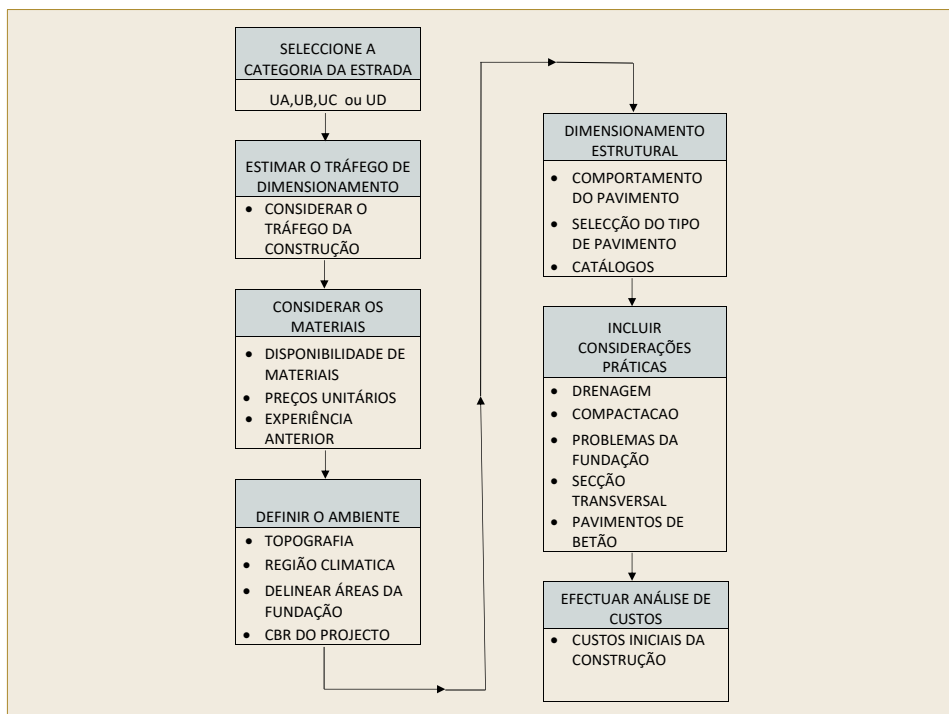 SELECCIONE A
CATEGORIA DA ESTRADA
UA,UB,UC ou UD
ESTIMAR O TRÁFEGO DE
DIMENSIONAMENTO
• CONSIDERAR O
TRÁFEGO DA
CONSTRUÇÃO
CONSIDERAR OS
MATERIAIS
• DISPONIBILIDADE DE
MATERIAIS
• PREÇOS UNITÁRIOS
• EXPERIÊNCIA
ANTERIOR
DEFINIR O AMBIENTE
• TOPOGRAFIA
• REGIÃO CLIMATICA
• DELINEAR ÁREAS DA
FUNDAÇÃO
• CBR DO PROJECTO
DIMENSIONAMENTO
ESTRUTURAL
• COMPORTAMENTO
DO PAVIMENTO
• SELECÇÃO DO TIPO
DE PAVIMENTO
• CATÁLOGOS
INCLUIR
CONSIDERAÇÕES
PRÁTICAS
• DRENAGEM
• COMPACTACAO
• PROBLEMAS DA
FUNDAÇÃO
• SECÇÃO
TRANSVERSAL
• PAVIMENTOS DE
BETÃO
EFECTUAR ANÁLISE DE
CUSTOS
• CUSTOS INICIAIS DA
CONSTRUÇÃO